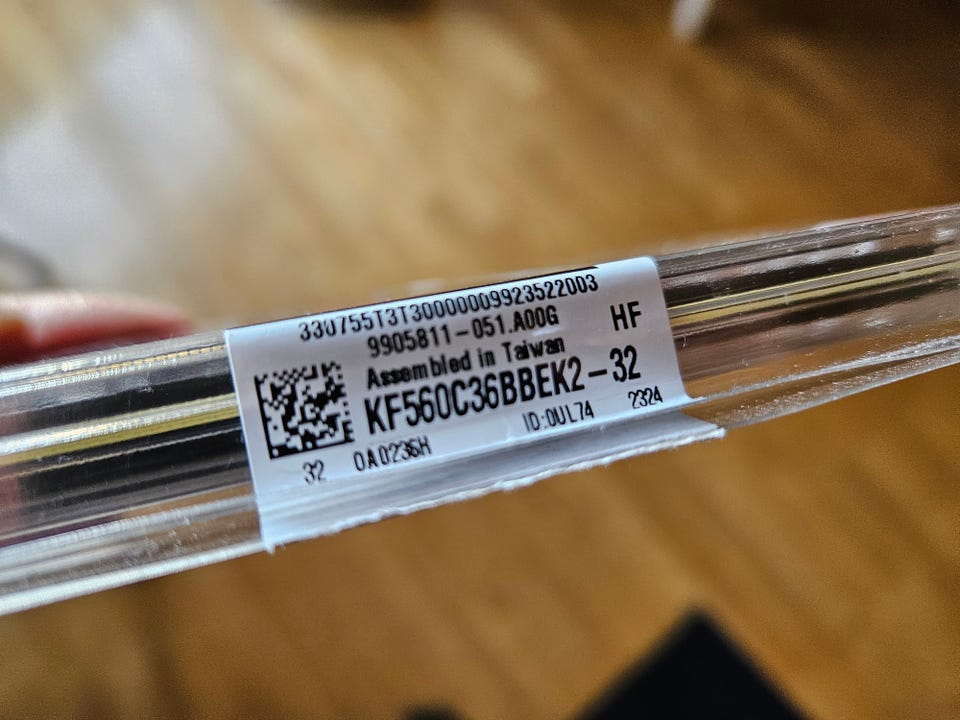 330755T3T30000009923522003
9905811-051.A00G
HF
Assembled in Taiwan
KF560C36BBEK2-32
ID:0UL74
2324
32
0A0236H